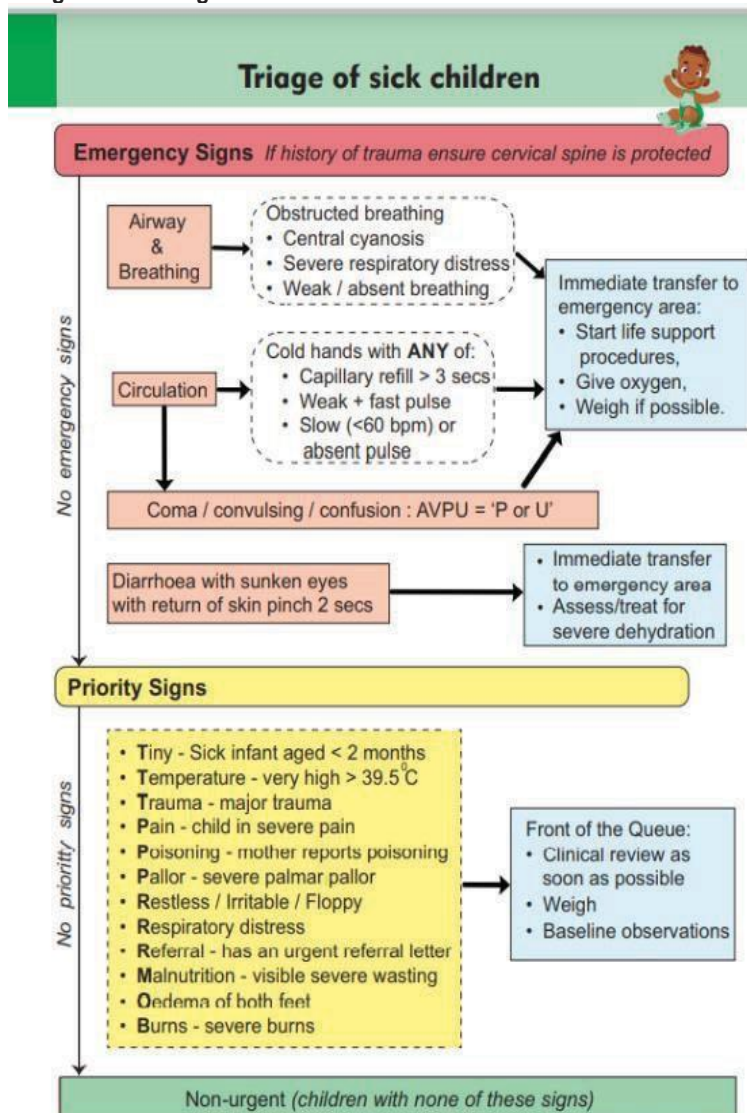 Triage of sick children
Emergency Signs If history of trauma ensure cervical spine is protected
No emergency signs
Airway
&
Breathing
Obstructed breathing
• Central cyanosis
• Severe respiratory distress
• Weak / absent breathing
Immediate transfer to
emergency area:
• Start life support
procedures,
• Give oxygen,
• Weigh if possible.
Circulation
Cold hands with ANY of:
• Capillary refill > 3 secs
• Weak + fast pulse
• Slow (<60 bpm) or
absent pulse
Coma / convulsing / confusion : AVPU = 'P or U'
Diarrhoea with sunken eyes
with return of skin pinch 2 secs
• Immediate transfer
to emergency area
• Assess/treat for
severe dehydration
Priority Signs
No prioritty signs
• Tiny - Sick infant aged < 2 months
• Temperature - very high > 39.5°C
• Trauma - major trauma
• Pain - child in severe pain
• Poisoning - mother reports poisoning
• Pallor - severe palmar pallor
• Restless / Irritable / Floppy
• Respiratory distress
• Referral - has an urgent referral letter
• Malnutrition - visible severe wasting
• Oedema of both feet
• Burns - severe burns
Front of the Queue:
• Clinical review as
soon as possible
• Weigh
• Baseline observations
Non-urgent (children with none of these signs)